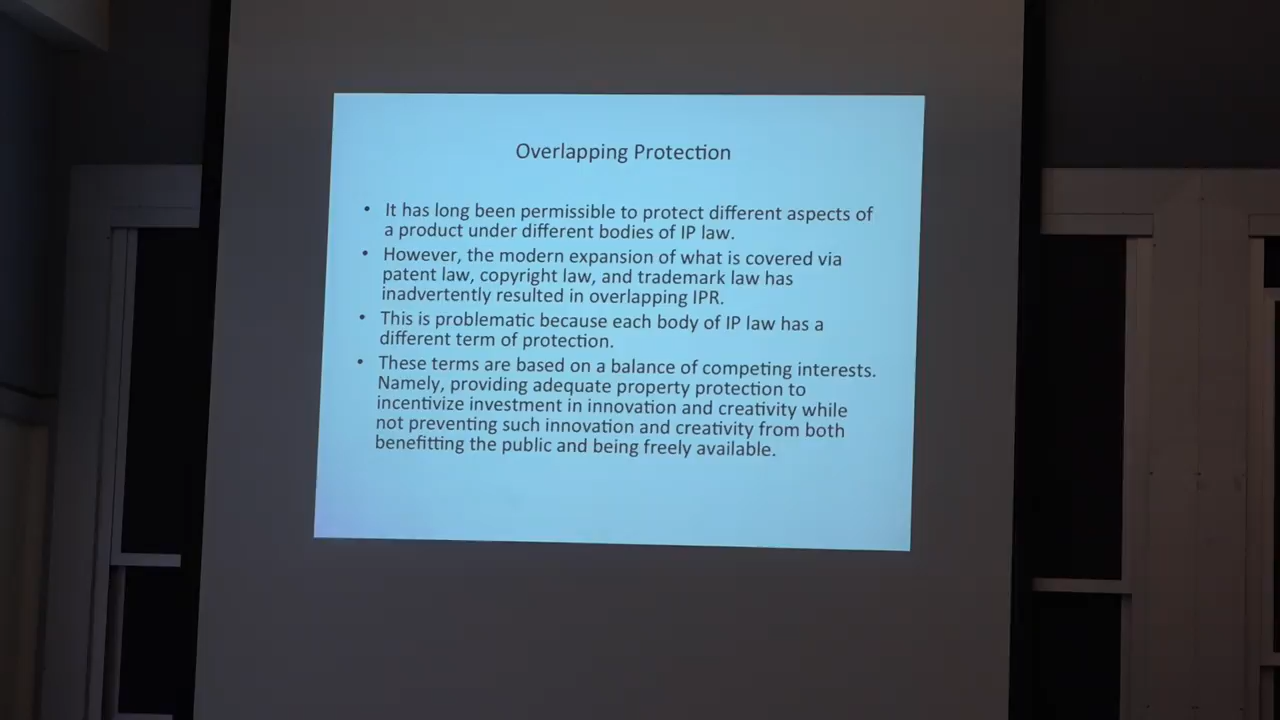 Overlapping Protection
• It has long been permissible to protect different aspects of
a product under different bodies of IP law.
• However, the modern expansion of what is covered via
patent law, copyright law, and trademark law has
inadvertently resulted in overlapping IPR.
• This is problematic because each body of IP law has a
different term of protection.
• These terms are based on a balance of competing interests.
Namely, providing adequate property protection to
incentivize investment in innovation and creativity while
not preventing such innovation and creativity from both
benefitting the public and being freely available.